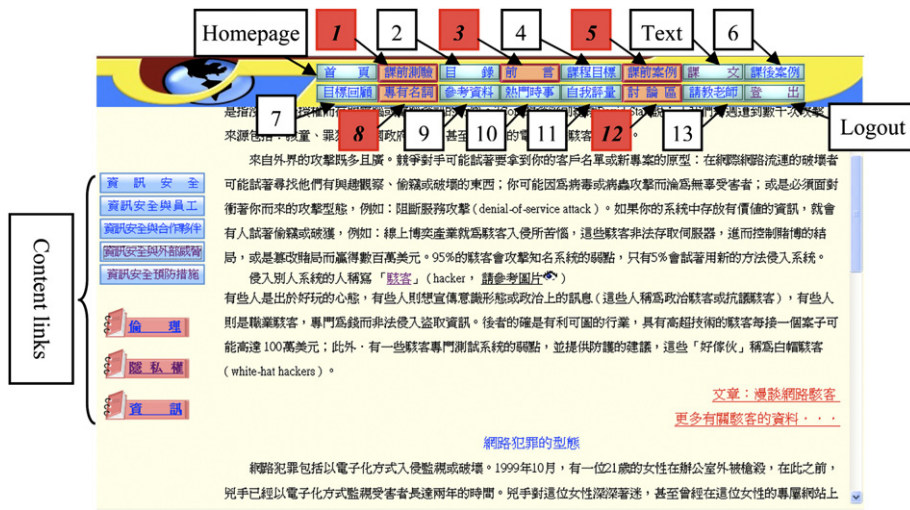 Homepage 1 2 3 4 5 Text 6
首 頁 課前測驗 目 錄 前 言 課程目標 課前案例 課 文 課後案例
目標回顧 專有名詞 參考資料 熱門時事 自我評量 討 論 區 請教老師 登 出
7 8 9 10 11 12 13 Logout
來自外界的攻擊既多且廣。競爭對手可能試著要拿到你的客戶名單或新專案的原型：在網際網路流連的破壞者
可能試著尋找他們有興趣觀察、偷竊或破壞的東西；你可能因為病毒或病蟲攻擊而淪為無辜受害者；或是必須面對
衝著你而來的攻擊型態，例如：阻斷服務攻擊（denial-of-service attack）。如果你的系統中存放有價值的資訊，就會
有人試著偷竊或破獲，例如：線上博奕產業就為駭客入侵所苦惱，這些駭客非法存取伺服器，進而控制賭博的結
局，或是篡改賭局而贏得數百萬美元。95%的駭客會攻擊知名系統的弱點，只有5%會試著用新的方法侵入系統。
侵入別人系統的人稱為「駭客」（hacker，請參考圖片）
有些人是出於好玩的心態，有些人則想宣傳意識形態或政治上的訊息（這些人稱為政治駭客或抗議駭客），有些人
則是職業駭客，專門為錢而非法侵入盜取資訊。後者的確是有利可圖的行業，具有高超技術的駭客每接一個案子可
能高達100萬美元；此外，有一些駭客專門測試系統的弱點，並提供防護的建議，這些「好傢伙」稱為白帽駭客
（white-hat hackers）。
文章：漫談網路駭客
更多有關駭客的資料···
網路犯罪的型態
網路犯罪包括以電子化方式入侵監視或破壞。1999年10月，有一位21歲的女性在辦公室外被槍殺，在此之前，
兇手已經以電子化方式監視受害者長達兩年的時間。兇手對這位女性深深著迷，甚至曾經在這位女性的專屬網站上
Content links
資 訊 安 全
資訊安全與員工
資訊安全與合作夥伴
資訊安全與外部威脅
資訊安全預防措施
倫 理
隱 私 權
資 訊